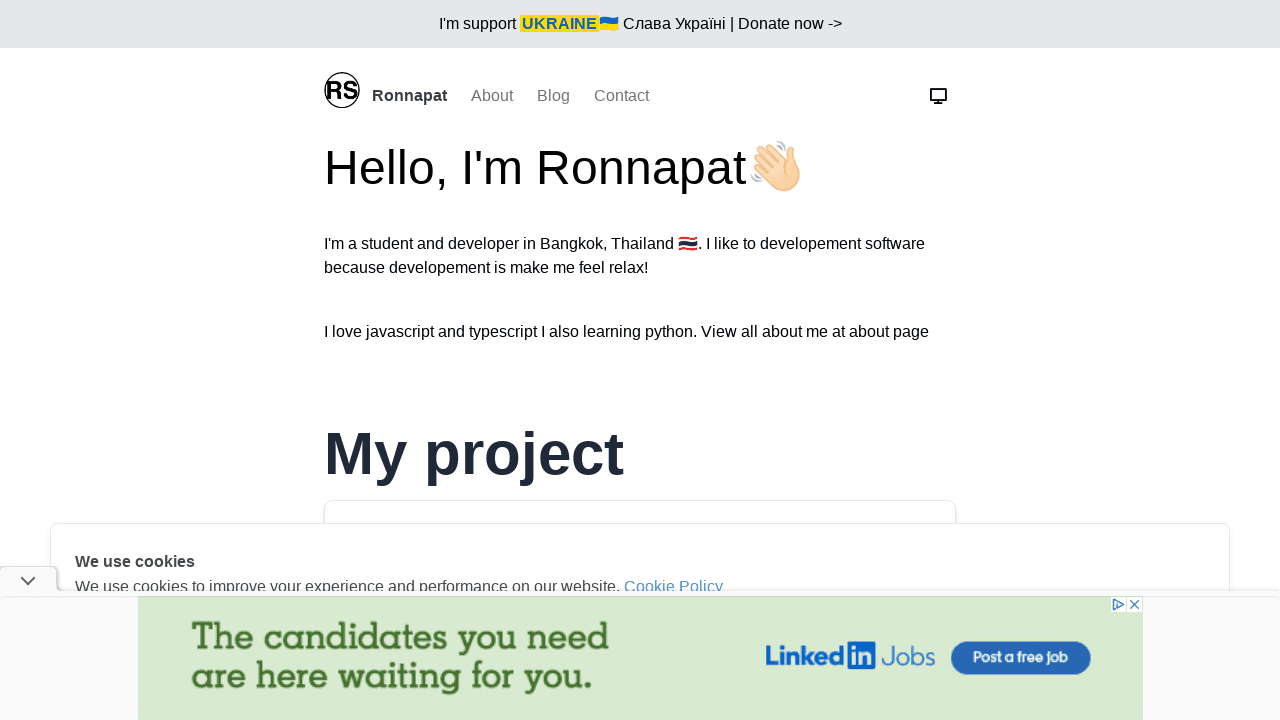 I'm support UKRAINE🇺🇦 Слава Україні | Donate now ->
RS Ronnapat About Blog Contact
Hello, I'm Ronnapat👋🏻
I'm a student and developer in Bangkok, Thailand 🇹🇭. I like to developement software
because developement is make me feel relax!
I love javascript and typescript I also learning python. View all about me at about page
My project
We use cookies
We use cookies to improve your experience and performance on our website. Cookie Policy
The candidates you need
are here waiting for you.
Linkedin Jobs
Post a free job